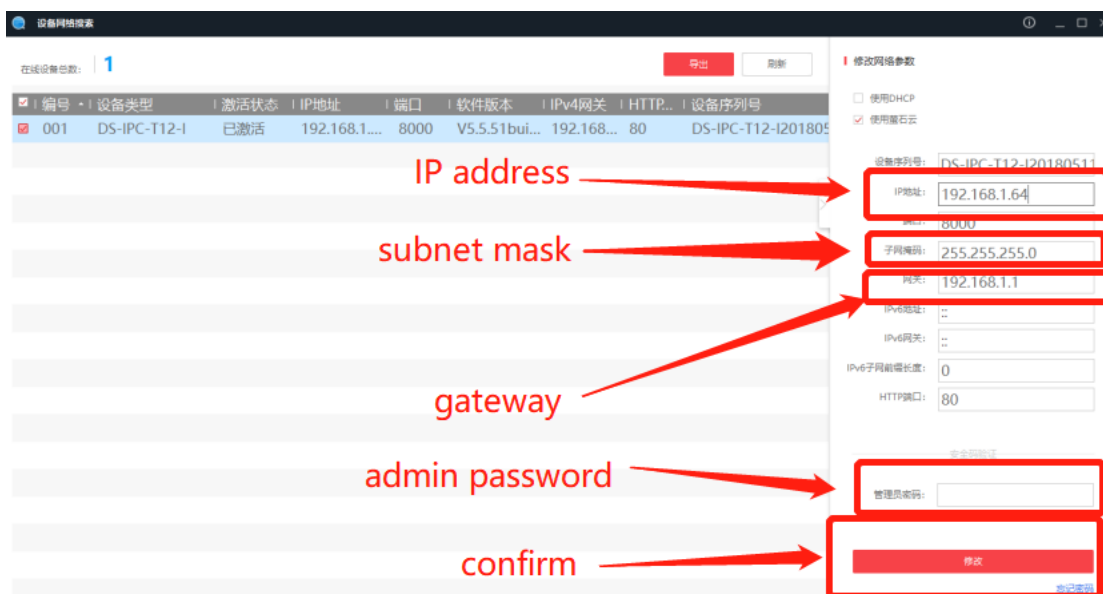 设备网络搜索
在线设备总数: 1
导出 刷新
编号 设备类型 激活状态 IP地址 端口 软件版本 IPv4网关 HTTP... 设备序列号
001 DS-IPC-T12-I 已激活 192.168.1.... 8000 V5.5.51bui... 192.168... 80 DS-IPC-T12-I201805
修改网络参数
使用DHCP
使用萤石云
设备序列号: DS-IPC-T12-I20180511
IP address
IP地址: 192.168.1.64
端口: 8000
subnet mask
子网掩码: 255.255.255.0
网关: 192.168.1.1
IPv6地址: ::
IPv6网关: ::
IPv6子网前缀长度: 0
gateway
HTTP端口: 80
安全码验证
admin password
管理员密码:
confirm
修改
忘记密码